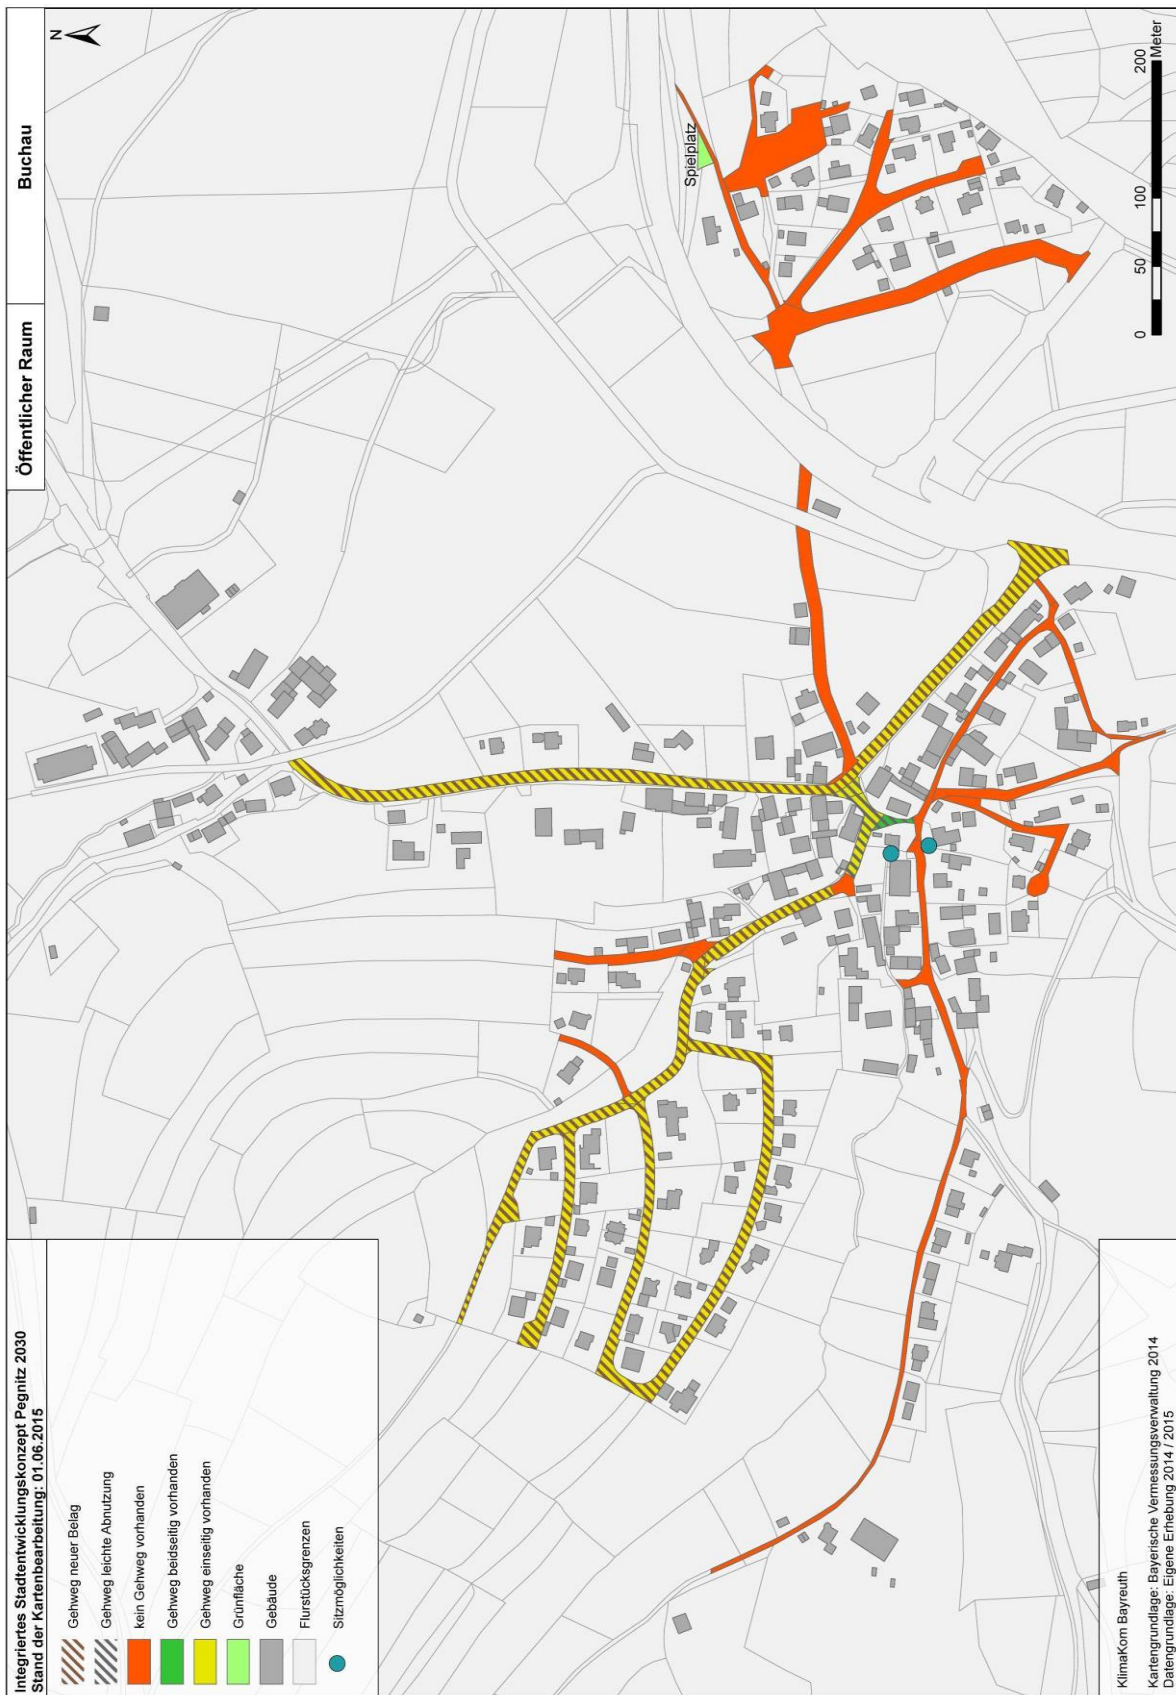 Integriertes Stadtentwicklungskonzept Pegnitz 2030
Stand der Kartenbearbeitung: 01.06.2015
Öffentlicher Raum
Buchau
N
Gehweg neuer Belag
Gehweg leichte Abnutzung
kein Gehweg vorhanden
Gehweg beidseitig vorhanden
Gehweg einseitig vorhanden
Grünfläche
Gebäude
Flurstücksgrenzen
Sitzmöglichkeiten
Spielplatz
KlimaKom Bayreuth
Kartengrundlage: Bayerische Vermessungsverwaltung 2014
Datengrundlage: Eigene Erhebung 2014 / 2015
0 50 100 200
Meter